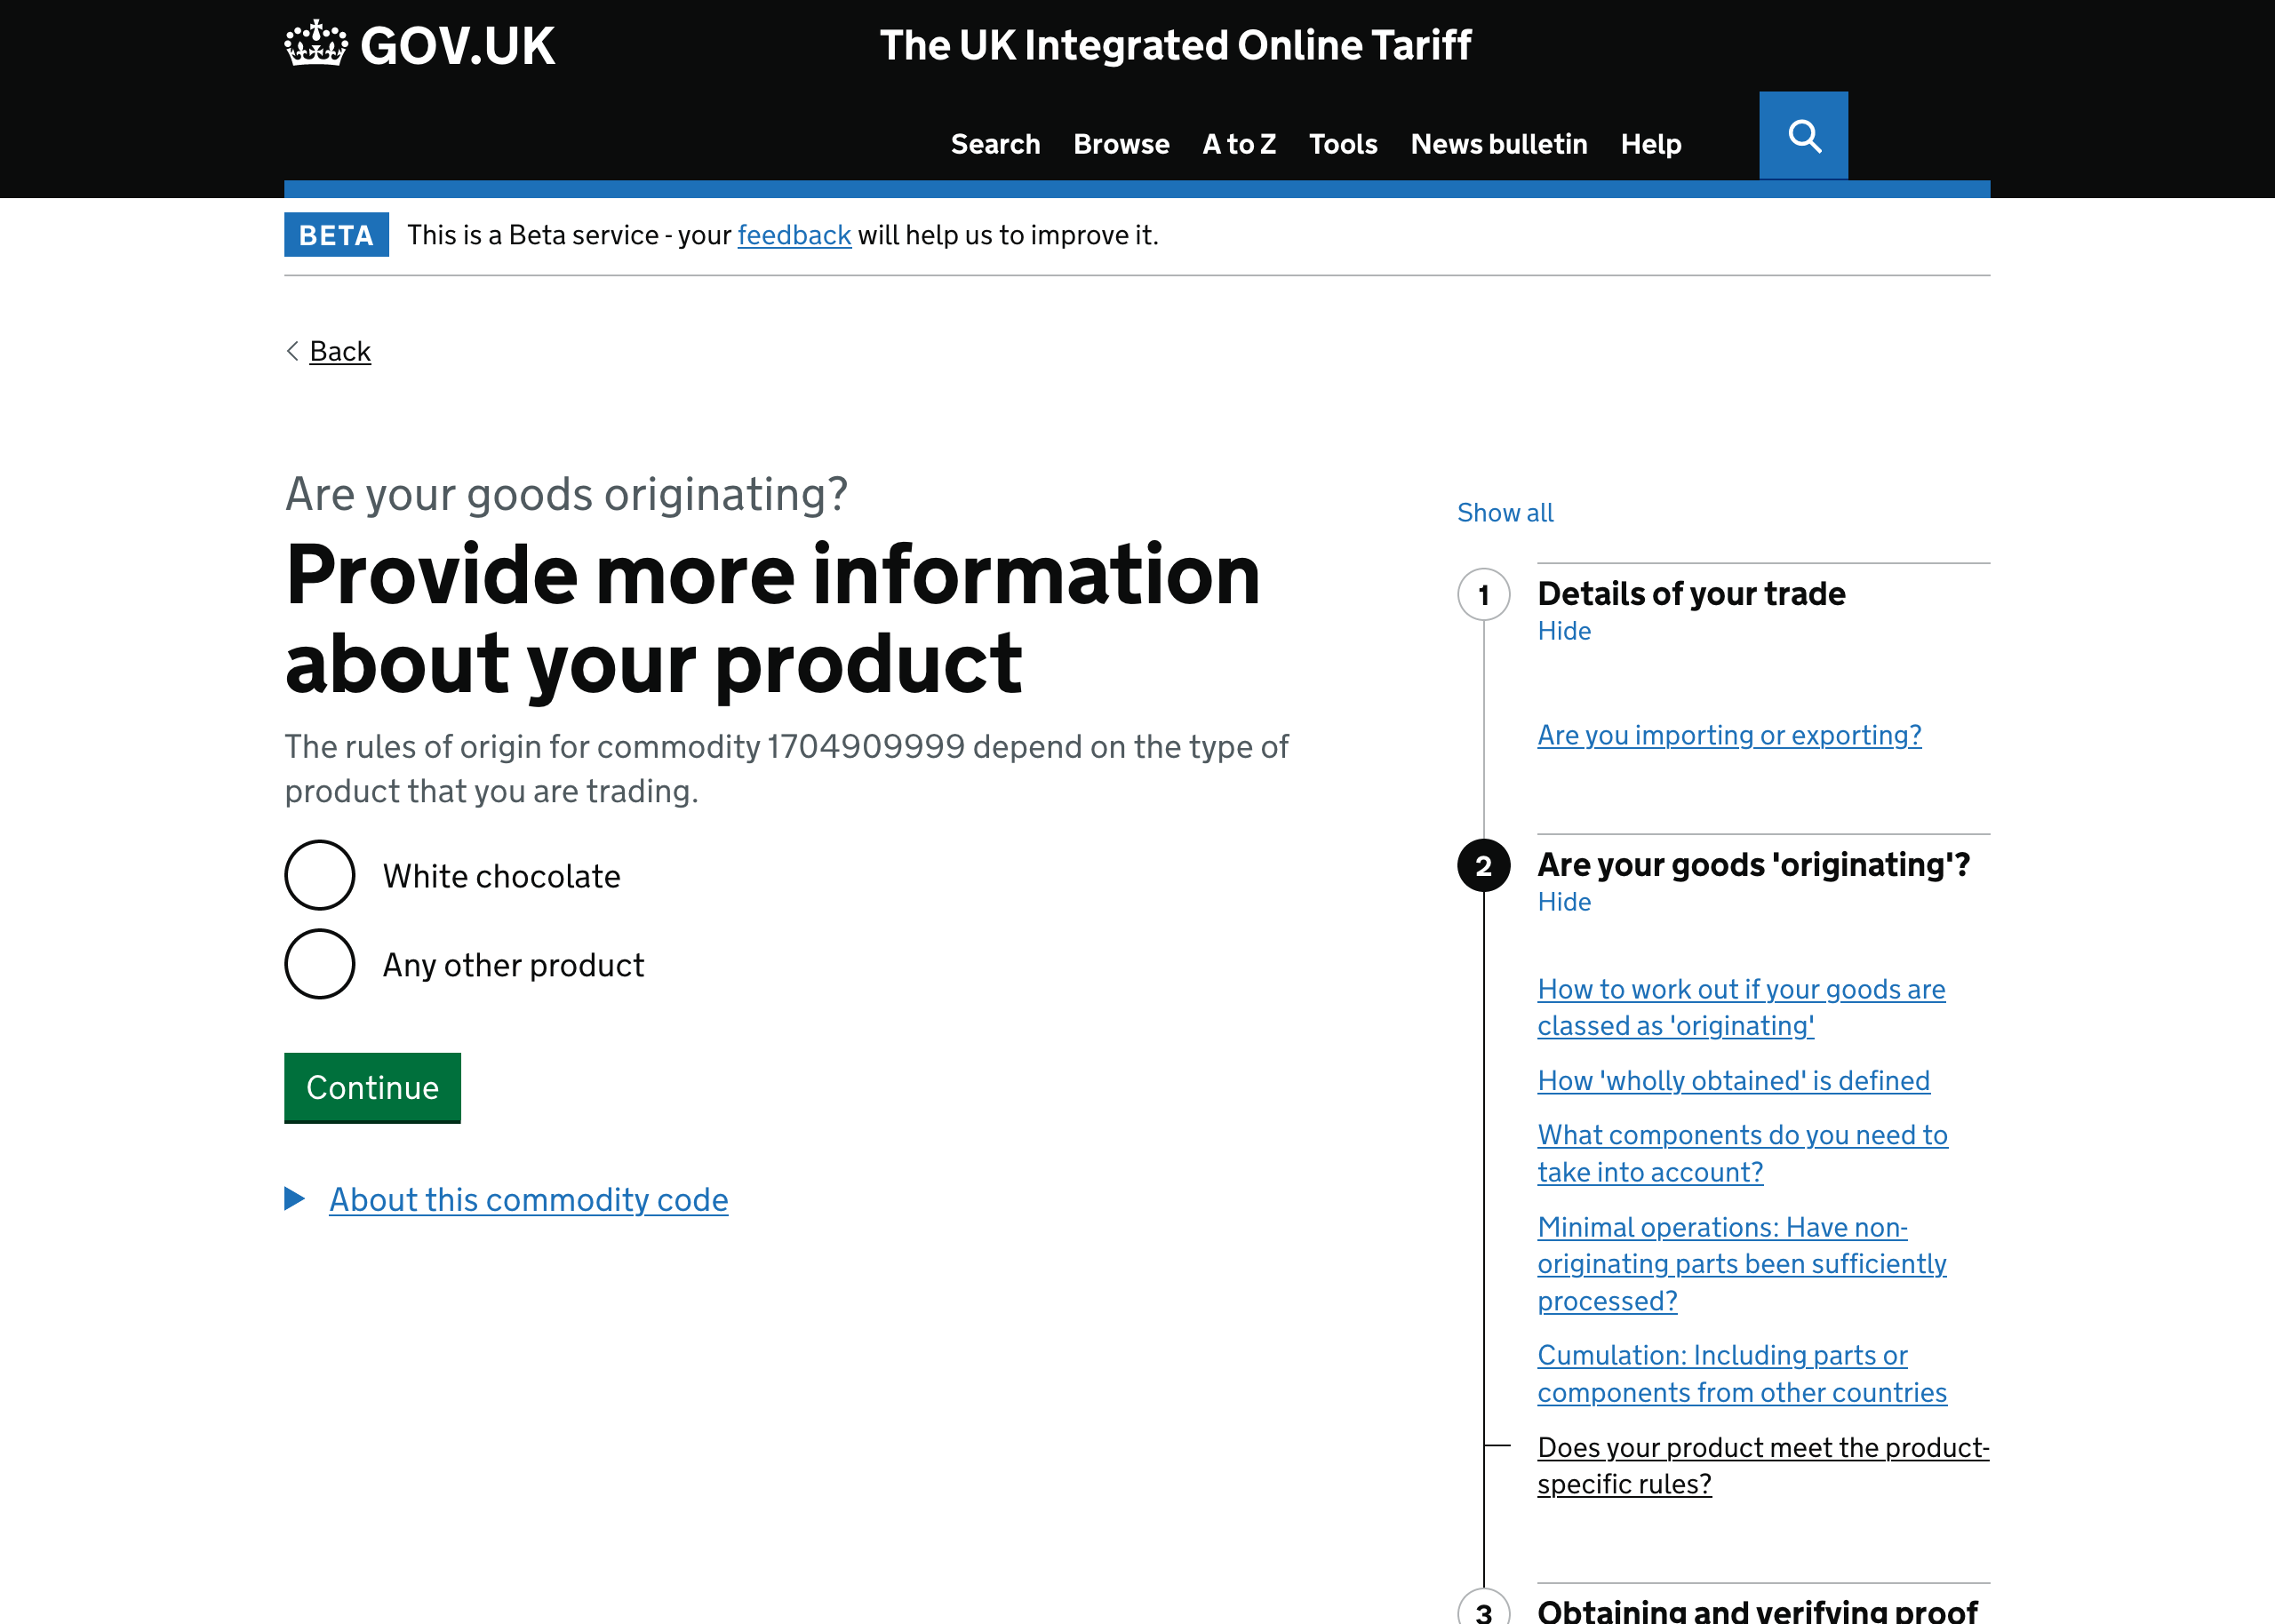 GOV.UK
The UK Integrated Online Tariff
Search Browse A to Z Tools News bulletin Help
BETA This is a Beta service - your feedback will help us to improve it.
Back
Are your goods originating?
Provide more information
about your product
The rules of origin for commodity 1704909999 depend on the type of
product that you are trading.
White chocolate
Any other product
Continue
About this commodity code
Show all
1 Details of your trade
Hide
Are you importing or exporting?
2 Are your goods 'originating'?
Hide
How to work out if your goods are
classed as 'originating'
How 'wholly obtained' is defined
What components do you need to
take into account?
Minimal operations: Have non-
originating parts been sufficiently
processed?
Cumulation: Including parts or
components from other countries
Does your product meet the product-
specific rules?
3 Obtaining and verifying proof